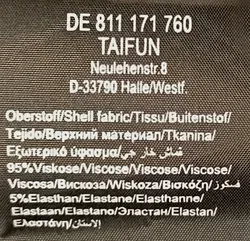 DE 811 171 760
TAIFUN
Neulehenstr.8
D-33790 Halle/Westf.
Oberstoff/Shell fabric/Tissu/Buitenstof/
Tejido/Верхний материал/Tkanina/
Εξωτερικό ύφασμα/قماش خارجي/
95%Viskose/Viscose/Viscose/Viscose/
Viscosa/Вискоза/Wiskoza/Βισκόζη/فسكوز/
5%Elasthan/Elastane/Elasthanne/
Elastaan/Elastano/Эластан/Elastan/
Ελαστάνη/الاستان/